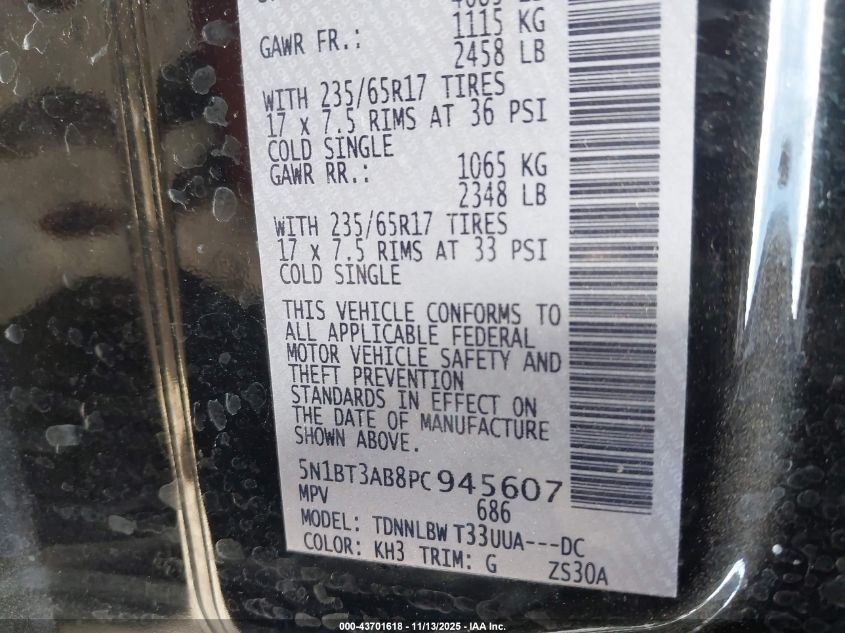 1115 KG
GAWR FR.:
2458 LB
WITH 235/65R17 TIRES
17 x 7.5 RIMS AT 36 PSI
COLD SINGLE
GAWR RR.: 1065 KG
2348 LB
WITH 235/65R17 TIRES
17 x 7.5 RIMS AT 33 PSI
COLD SINGLE
THIS VEHICLE CONFORMS TO
ALL APPLICABLE FEDERAL
MOTOR VEHICLE SAFETY AND
THEFT PREVENTION
STANDARDS IN EFFECT ON
THE DATE OF MANUFACTURE
SHOWN ABOVE.
5N1BT3AB8PC945607
MPV 686
MODEL: TDNNLBW T33UUA---DC
COLOR: KH3 TRIM: G ZS30A
000-43701618 - 11/13/2025 - IAA Inc.